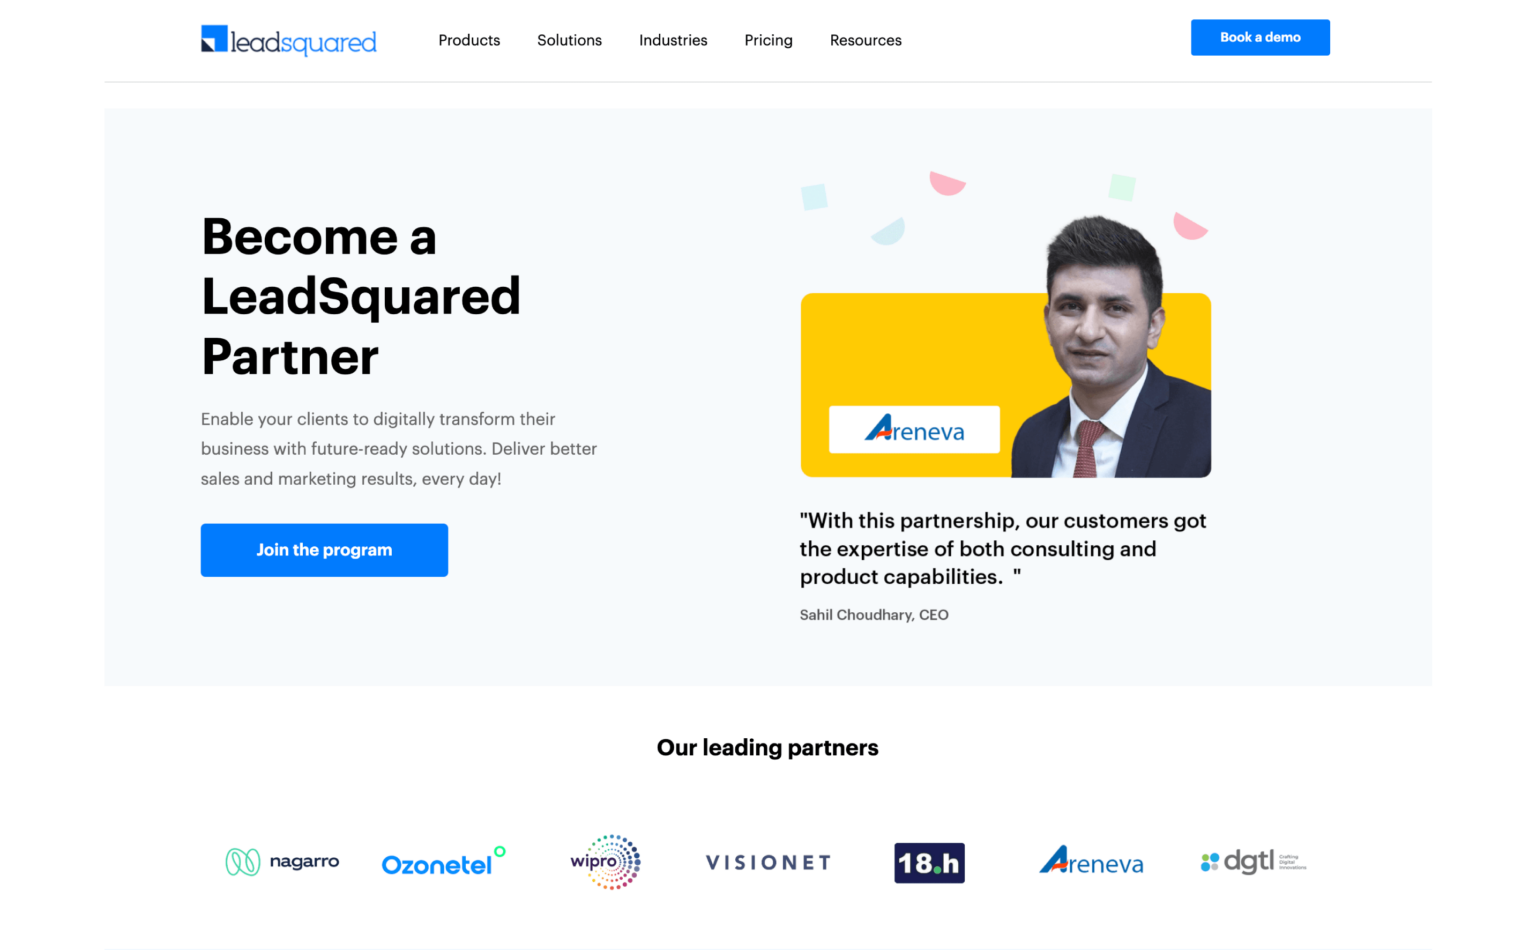 leadsquared
Products
Solutions
Industries
Pricing
Resources
Book a demo
Become a
LeadSquared
Partner
Enable your clients to digitally transform their
business with future-ready solutions. Deliver better
sales and marketing results, every day!
Join the program
Areneva
"With this partnership, our customers got
the expertise of both consulting and
product capabilities.  "
Sahil Choudhary, CEO
Our leading partners
nagarro
Ozonetel
wipro
VISIONET
18.h
Areneva
dgtl
Crafting
Digital
Innovations